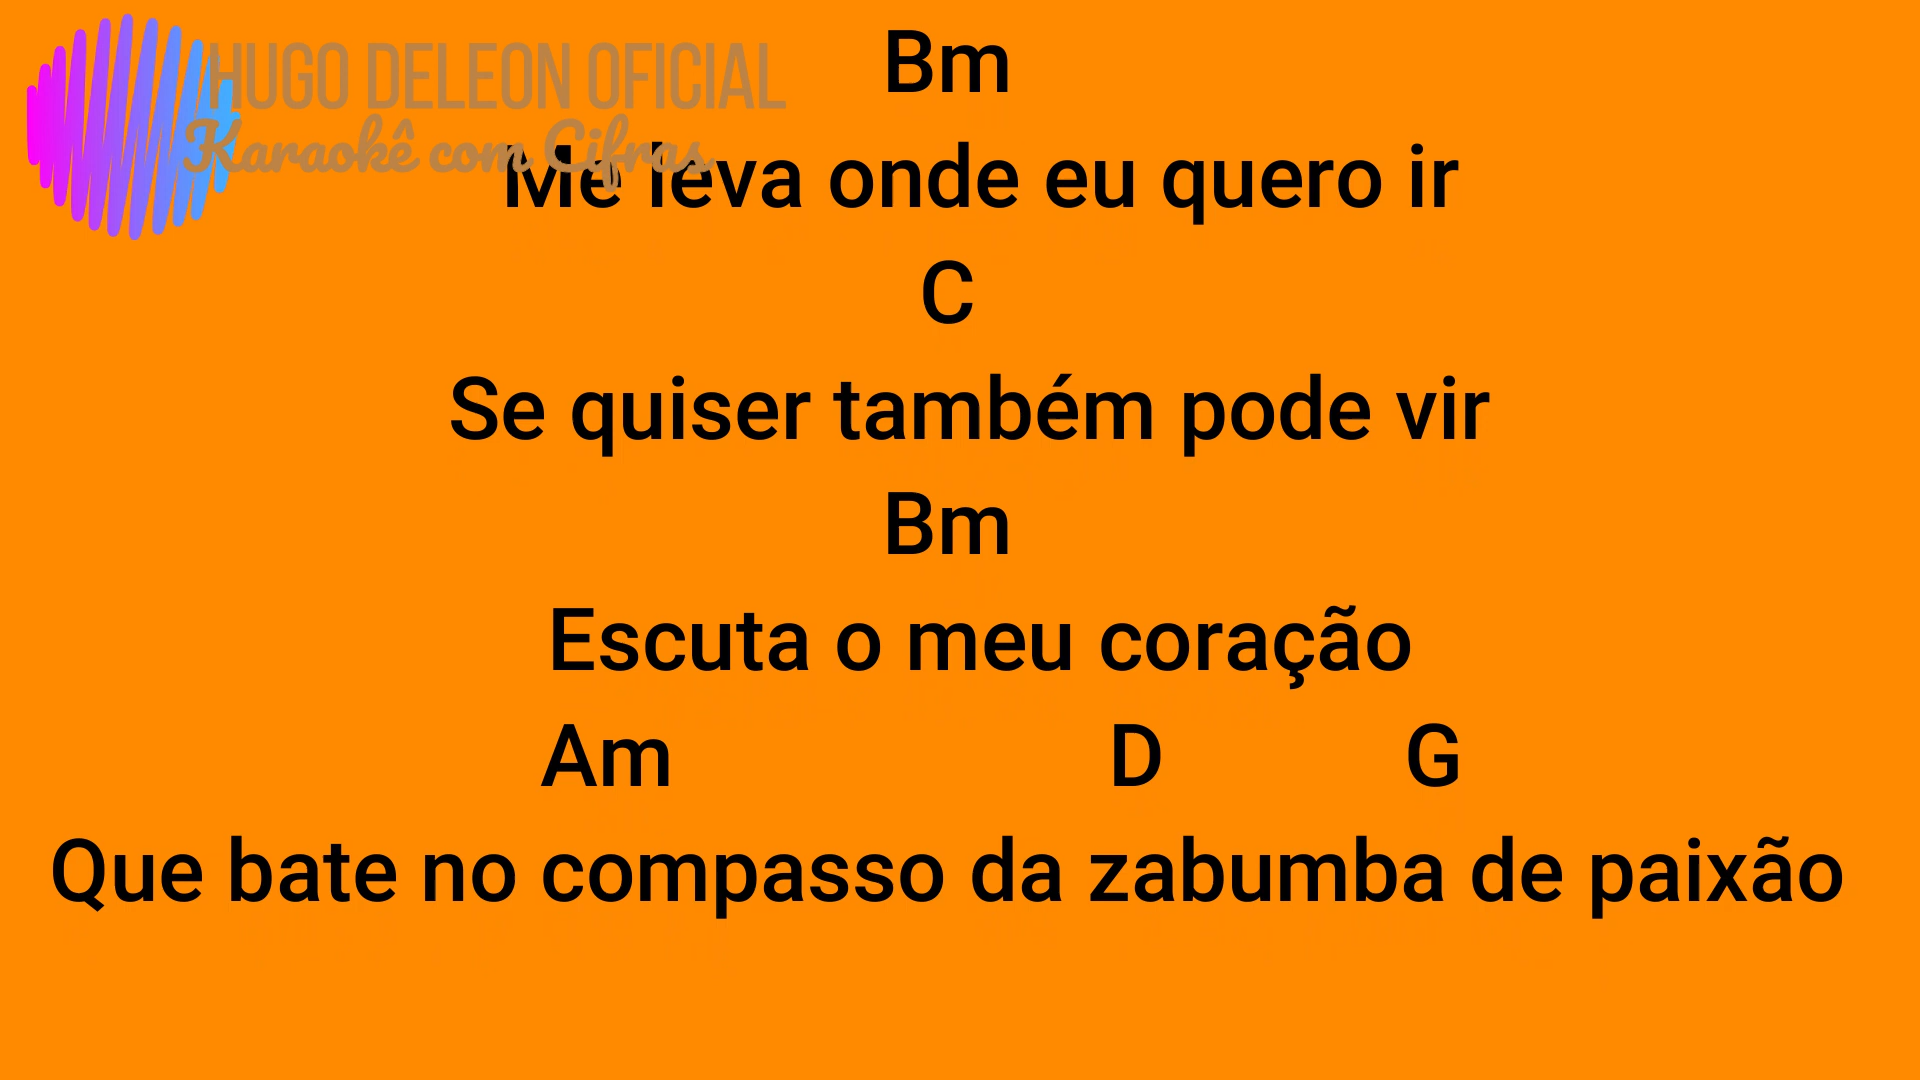 HUGO DELEON OFICIAL
Karaokê com Cifras
Bm
Me leva onde eu quero ir
C
Se quiser também pode vir
Bm
Escuta o meu coração
Am D G
Que bate no compasso da zabumba de paixão